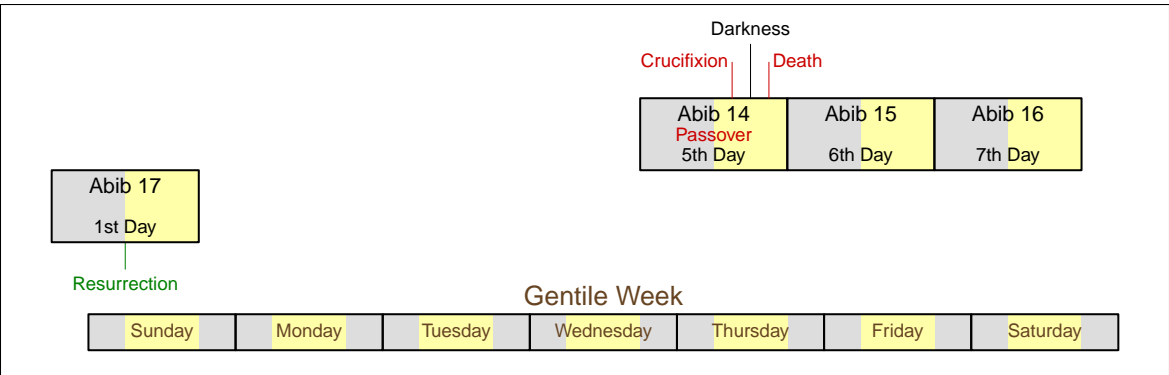 Darkness
Crucifixion Death
Abib 14 Abib 15 Abib 16
Passover
5th Day 6th Day 7th Day
Abib 17
1st Day
Resurrection
Gentile Week
Sunday Monday Tuesday Wednesday Thursday Friday Saturday